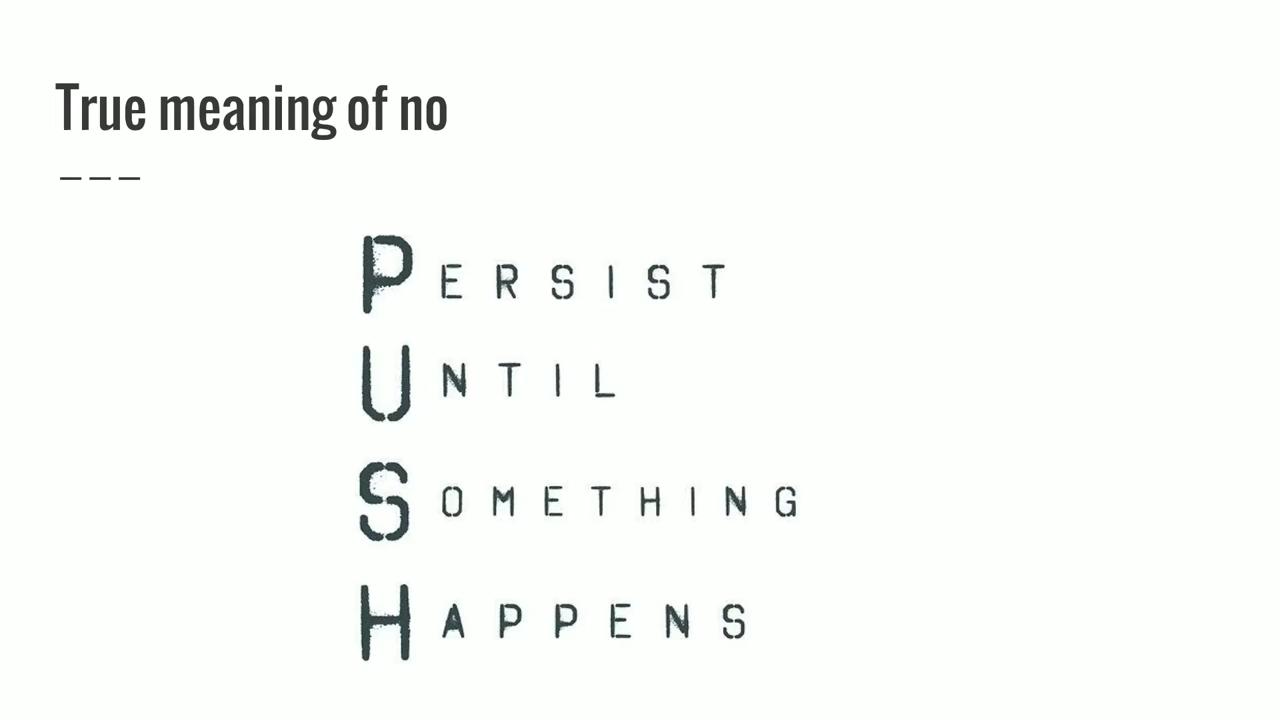 True meaning of no
PERSIST
UNTIL
SOMETHING
HAPPENS